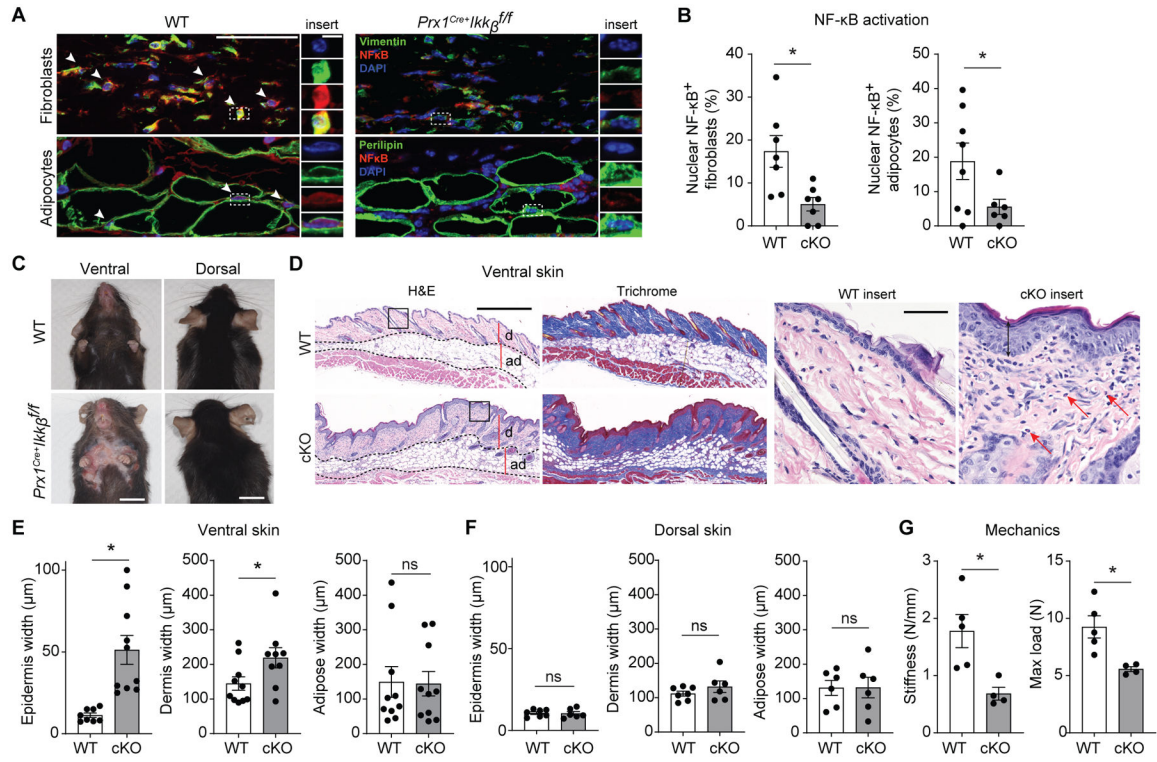 A
WT
Prx1Cre+Ikkβf/f
insert
insert
Fibroblasts
Vimentin
NFκB
DAPI
Adipocytes
Perilipin
NFκB
DAPI
B
NF-κB activation
Nuclear NF-κB+
fibroblasts (%)
40
30
20
10
0
*
WT
cKO
Nuclear NF-κB+
adipocytes (%)
50
40
30
20
10
0
*
WT
cKO
C
Ventral
Dorsal
WT
Prx1Cre+Ikkβf/f
D
Ventral skin
H&E
Trichrome
WT insert
cKO insert
WT
d
ad
cKO
d
ad
E
Ventral skin
Epidermis width (µm)
100
50
0
*
WT
cKO
Dermis width (µm)
500
400
300
200
100
0
*
WT
cKO
Adipose width (µm)
500
400
300
200
100
0
ns
WT
cKO
F
Dorsal skin
Epidermis width (µm)
100
50
0
ns
WT
cKO
Dermis width (µm)
500
400
300
200
100
0
ns
WT
cKO
Adipose width (µm)
500
400
300
200
100
0
ns
WT
cKO
G
Mechanics
Stiffness (N/mm)
3
2
1
0
*
WT
cKO
Max load (N)
15
10
5
0
*
WT
cKO